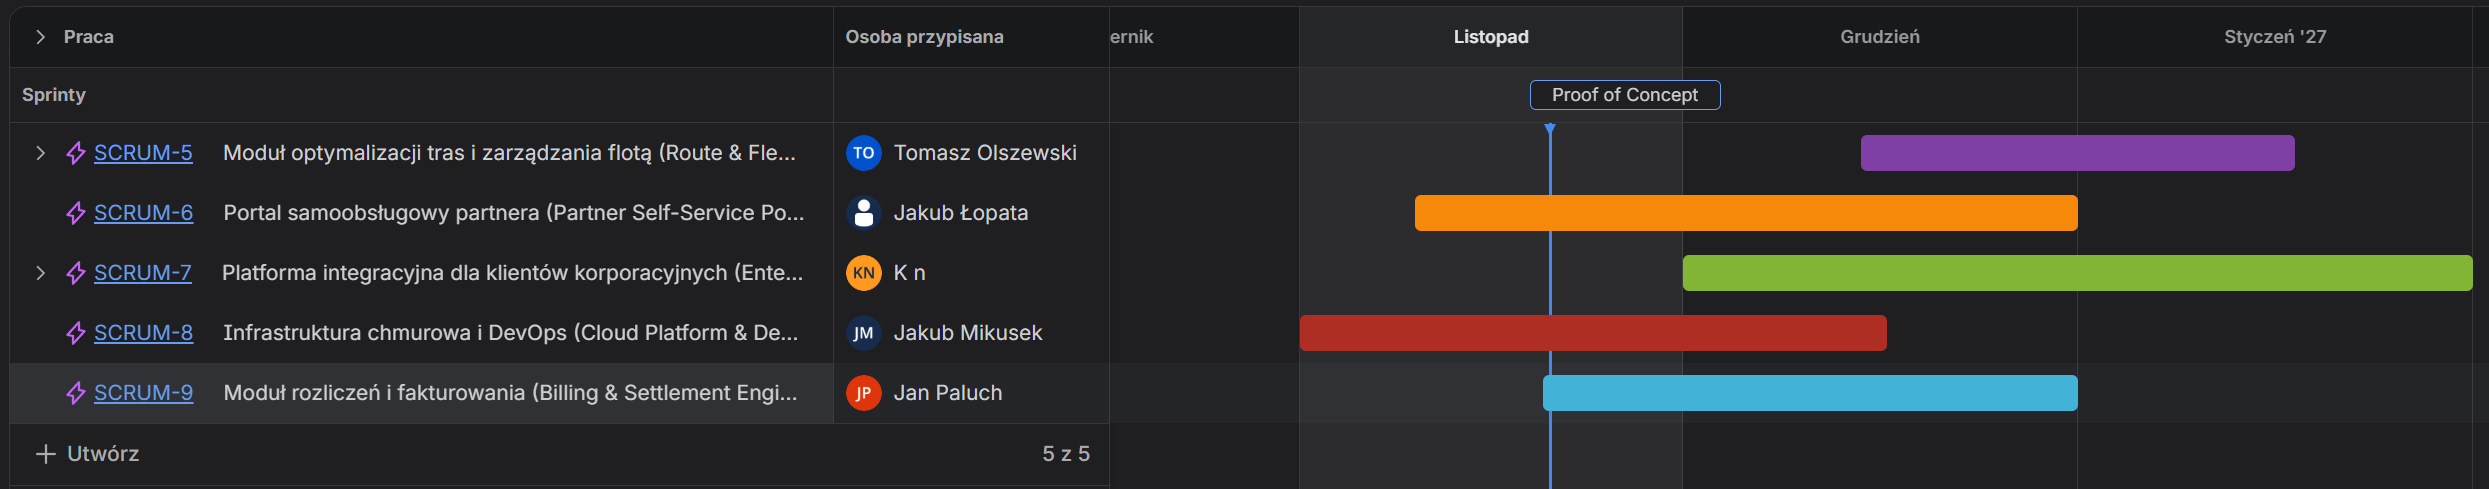 Praca Osoba przypisana ernik Listopad Grudzień Styczeń '27
Sprinty Proof of Concept
SCRUM-5 Moduł optymalizacji tras i zarządzania flotą (Route & Fle... TO Tomasz Olszewski
SCRUM-6 Portal samoobsługowy partnera (Partner Self-Service Po... Jakub Łopata
SCRUM-7 Platforma integracyjna dla klientów korporacyjnych (Ente... KN K n
SCRUM-8 Infrastruktura chmurowa i DevOps (Cloud Platform & De... JM Jakub Mikusek
SCRUM-9 Moduł rozliczeń i fakturowania (Billing & Settlement Engi... JP Jan Paluch
+ Utwórz 5 z 5